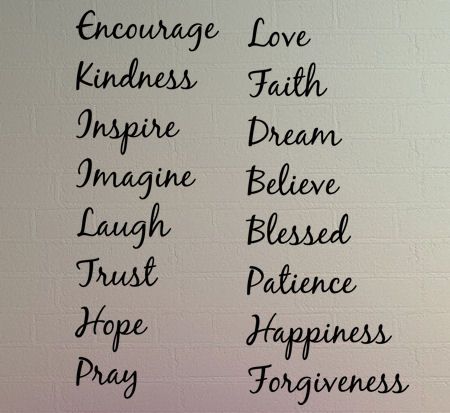 Encourage
Kindness
Inspire
Imagine
Laugh
Trust
Hope
Pray
Love
Faith
Dream
Believe
Blessed
Patience
Happiness
Forgiveness